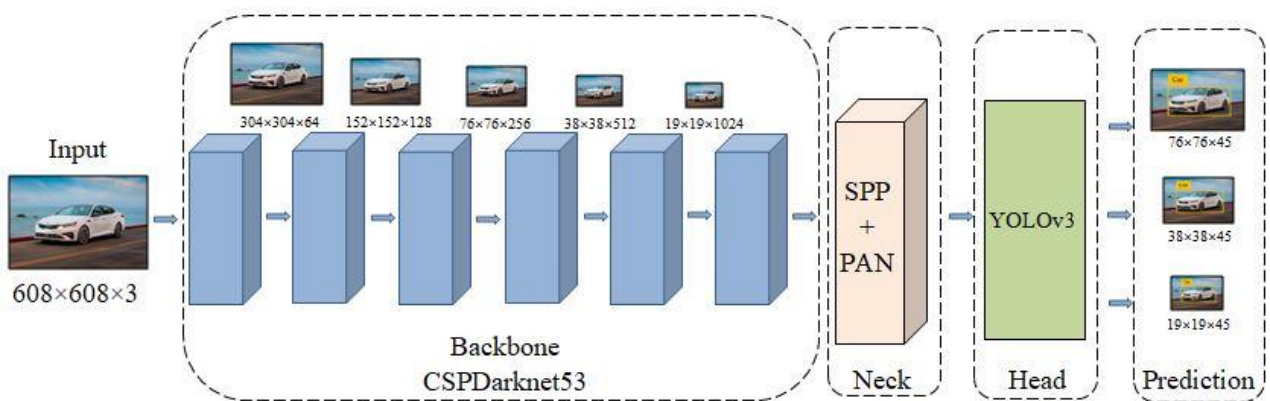 Input
608×608×3
304×304×64
152×152×128
76×76×256
38×38×512
19×19×1024
Backbone
CSPDarknet53
SPP
+
PAN
Neck
YOLOv3
Head
Car
76×76×45
38×38×45
19×19×45
Prediction